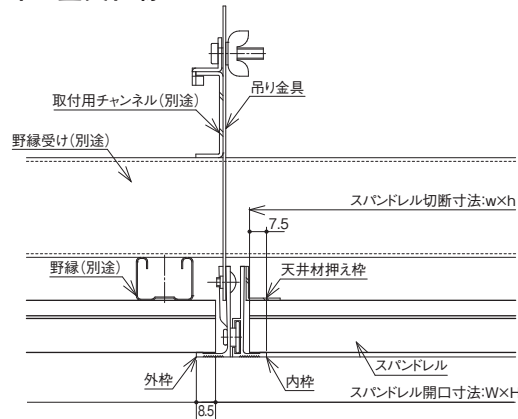 取付用チャンネル(別途)
吊り金具
野縁受け(別途)
スパンドレル切断寸法:w×h
7.5
野縁(別途)
天井材押え枠
スパンドレル
外枠
内枠
スパンドレル開口寸法:W×H
8.5